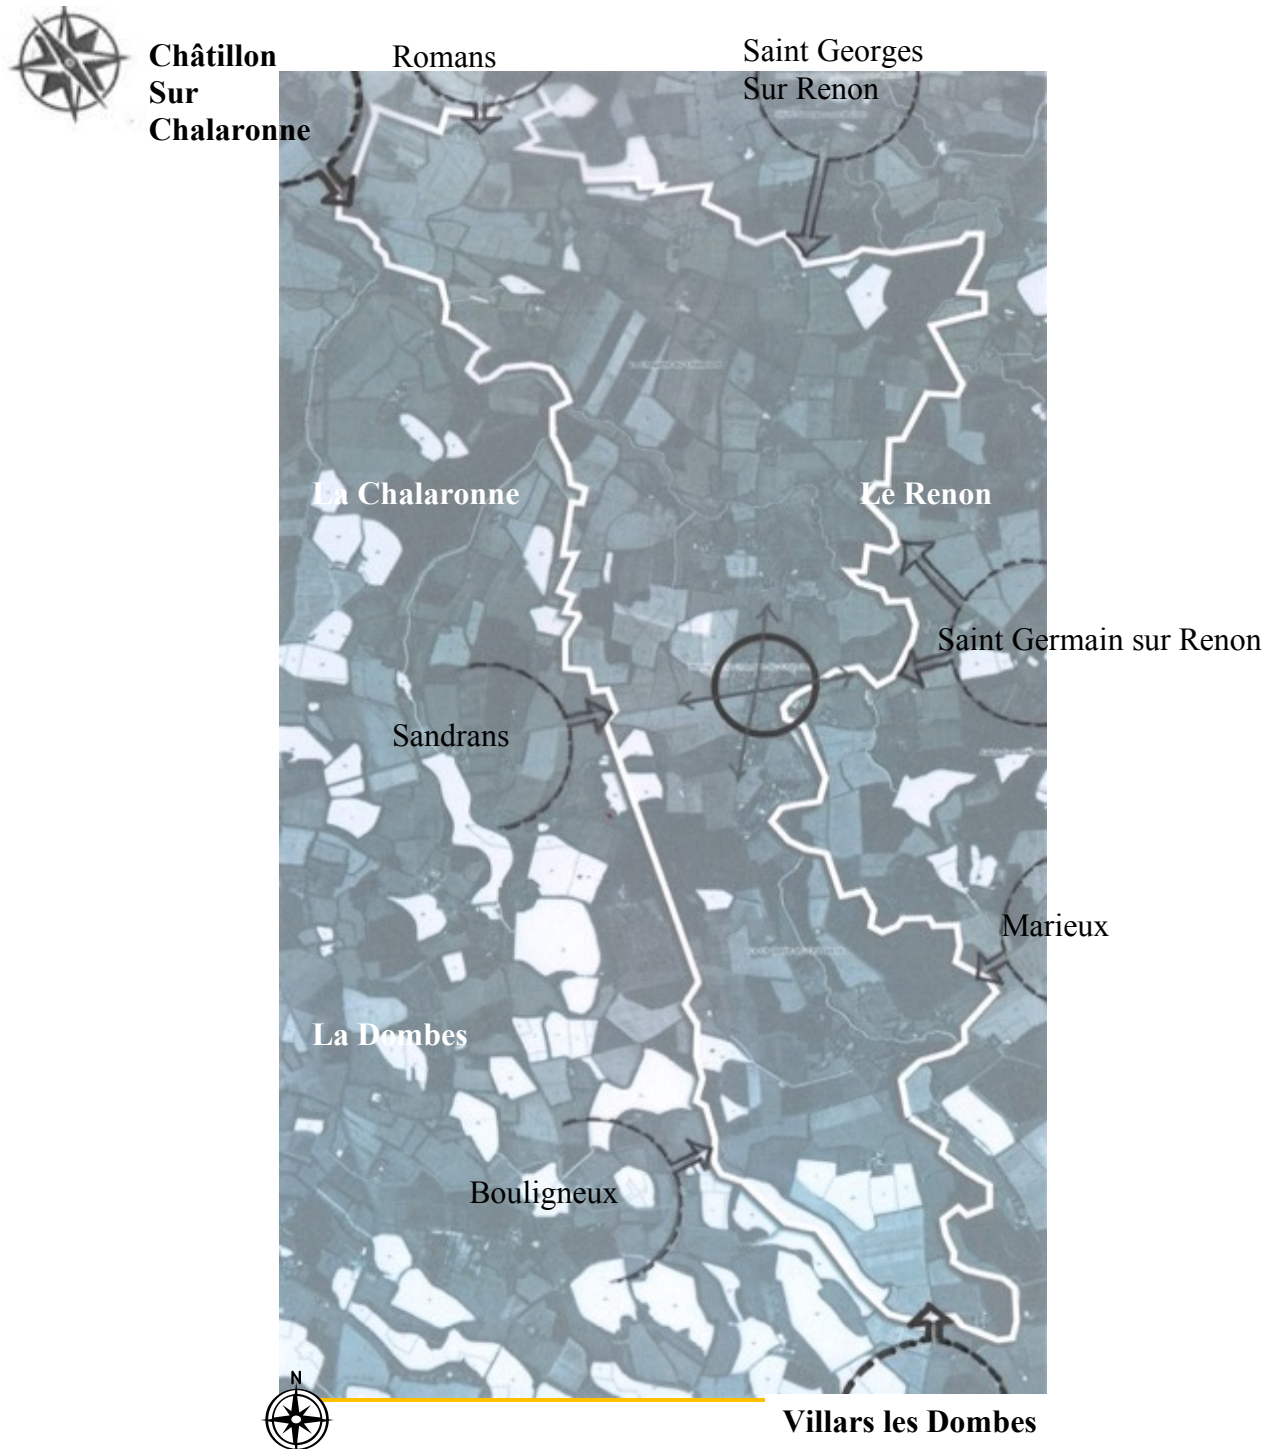 Châtillon
Sur
Chalaronne
Romans
Saint Georges
Sur Renon
La Chalaronne
Le Renon
Saint Germain sur Renon
Sandrans
Marieux
La Dombes
Bouligneux
N
Villars les Dombes